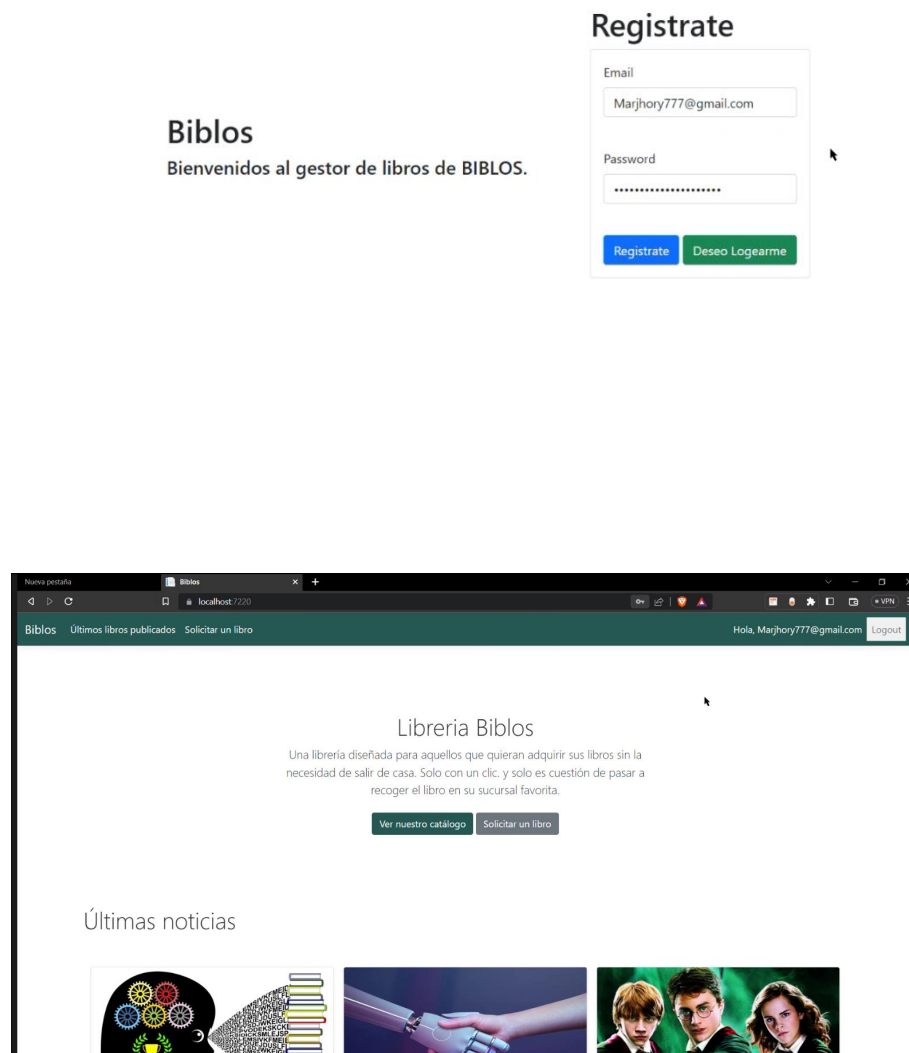 Registrate
Email
Marjhory777@gmail.com
Biblos
Bienvenidos al gestor de libros de BIBLOS.
Password
•••••••••••••••••••••
Registrate Deseo Logearme
Nueva pestaña Biblos
localhost:7220 VPN
Biblos Últimos libros publicados Solicitar un libro Hola, Marjhory777@gmail.com Logout
Libreria Biblos
Una librería diseñada para aquellos que quieran adquirir sus libros sin la
necesidad de salir de casa. Solo con un clic. y solo es cuestión de pasar a
recoger el libro en su sucursal favorita.
Ver nuestro catálogo Solicitar un libro
Últimas noticias